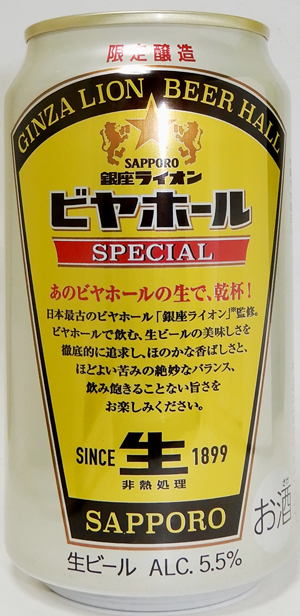 限定醸造
GINZA LION BEER HALL
SAPPORO
銀座ライオン
ビヤホール
SPECIAL
あのビヤホールの生で、乾杯!
日本最古のビヤホール「銀座ライオン」※監修。
ビヤホールで飲む、生ビールの美味しさを
徹底的に追求し、ほのかな香ばしさと、
ほどよい苦みの絶妙なバランス、
飲み飽きることない旨さを
お楽しみください。
SINCE 生 1899
非熱処理
SAPPORO
お酒
生ビール ALC. 5.5%